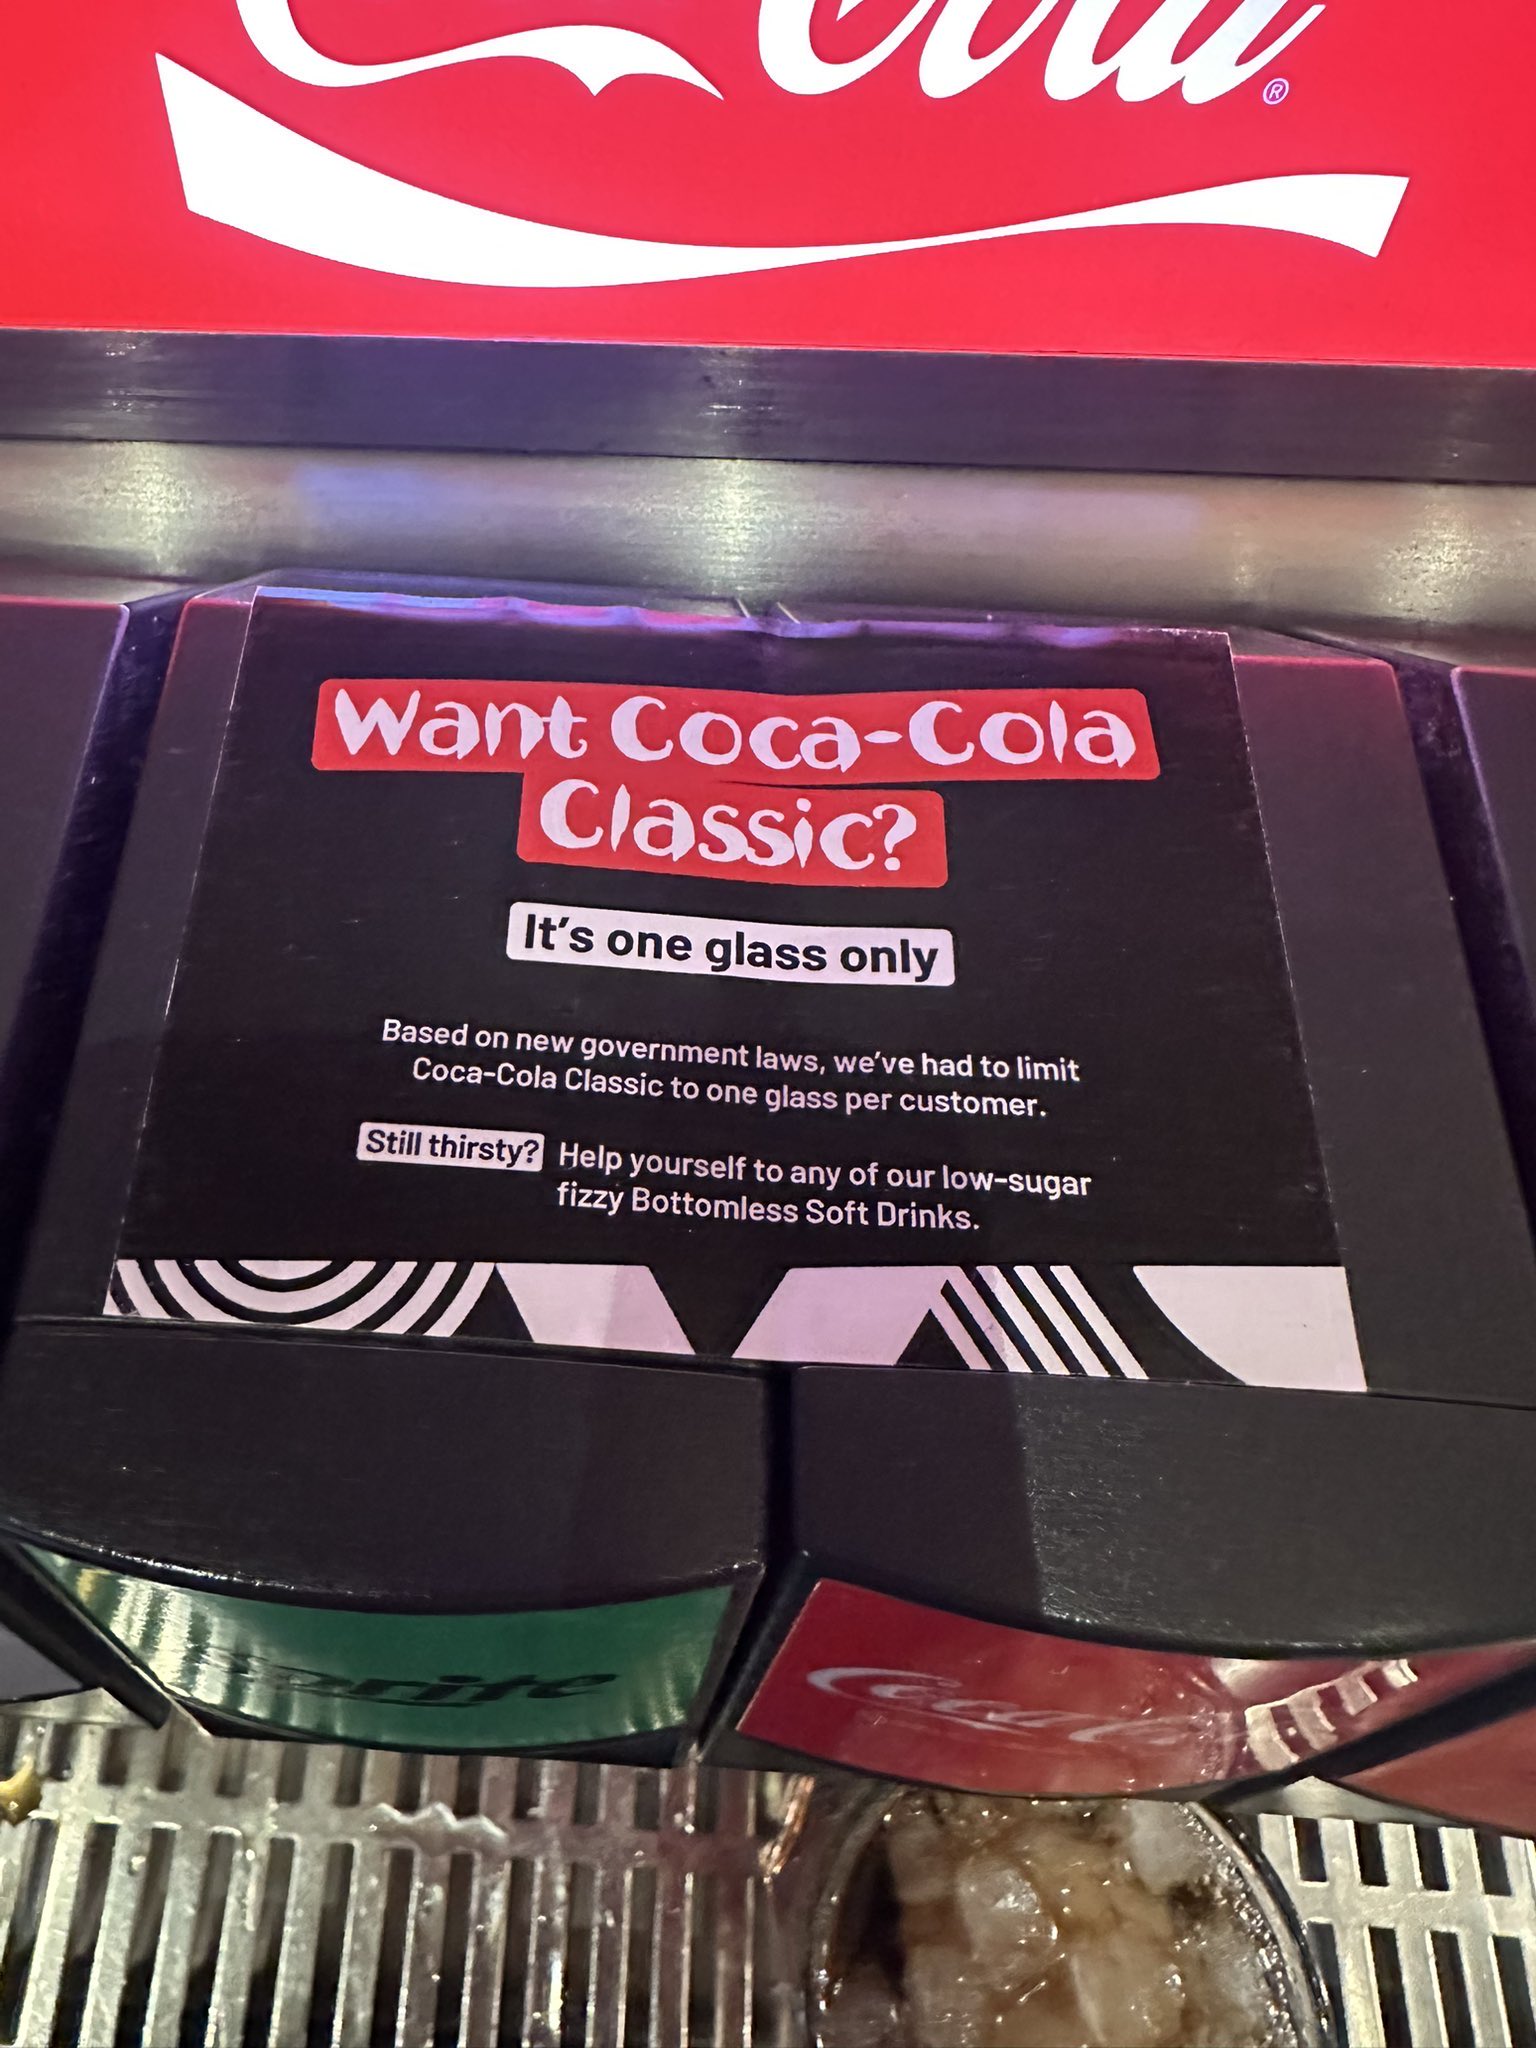 Cola®
Want Coca-Cola
Classic?
It's one glass only
Based on new government laws, we've had to limit
Coca-Cola Classic to one glass per customer.
Still thirsty? Help yourself to any of our low-sugar
fizzy Bottomless Soft Drinks.
Sprite
Coca-Cola